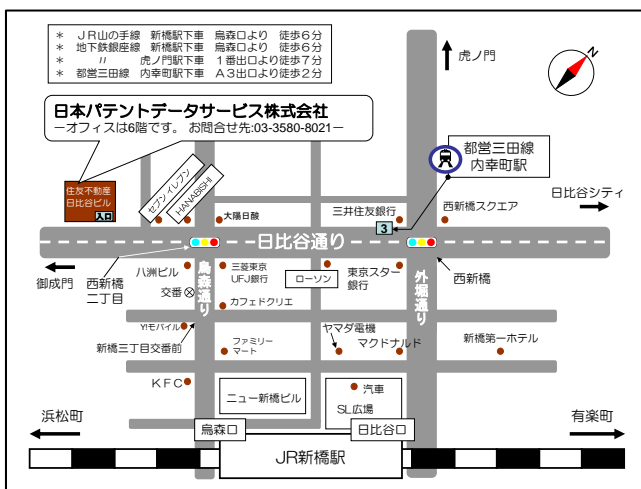 ＊ ＪＲ山の手線 新橋駅下車 烏森口より 徒歩６分
＊ 地下鉄銀座線 新橋駅下車 烏森口より 徒歩６分
＊ 〃 虎ノ門駅下車 １番出口より徒歩７分
＊ 都営三田線 内幸町駅下車 Ａ３出口より徒歩２分
虎ノ門
N
日本パテントデータサービス株式会社
－オフィスは6階です。 お問合せ先:03-3580-8021－
都営三田線
内幸町駅
住友不動産
日比谷ビル
入口
セブン イレブン
HANABISHI
大陽日酸
三井住友銀行
3
西新橋スクエア
日比谷シティ
日比谷通り
御成門
西新橋
二丁目
八洲ビル
交番
烏森通り
三菱東京
UFJ銀行
カフェドクリエ
ローソン
東京スター
銀行
外堀通り
西新橋
Y!モバイル
新橋三丁目交番前
ファミリー
マート
ヤマダ電機
マクドナルド
新橋第一ホテル
ＫＦＣ
ニュー新橋ビル
汽車
SL広場
浜松町
烏森口
日比谷口
有楽町
JR新橋駅